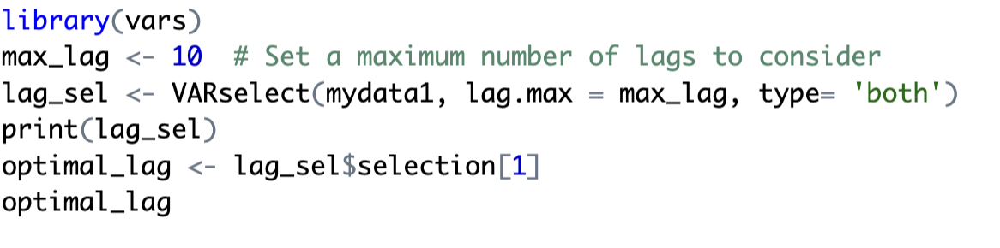 library(vars)
max_lag <- 10  # Set a maximum number of lags to consider
lag_sel <- VARselect(mydata1, lag.max = max_lag, type= 'both')
print(lag_sel)
optimal_lag <- lag_sel$selection[1]
optimal_lag